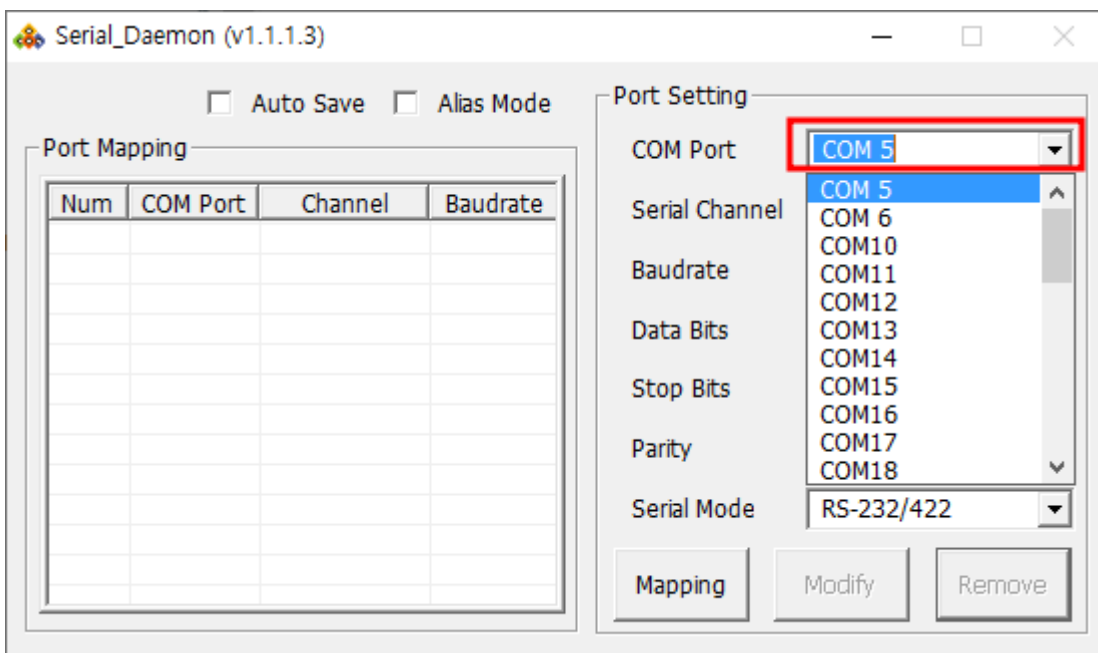 Serial_Daemon (v1.1.1.3)
Auto Save Alias Mode
Port Mapping
Num COM Port Channel Baudrate
Port Setting
COM Port COM 5
COM 5
COM 6
COM10
COM11
COM12
COM13
COM14
COM15
COM16
COM17
COM18
Serial Channel
Baudrate
Data Bits
Stop Bits
Parity
Serial Mode RS-232/422
Mapping Modify Remove